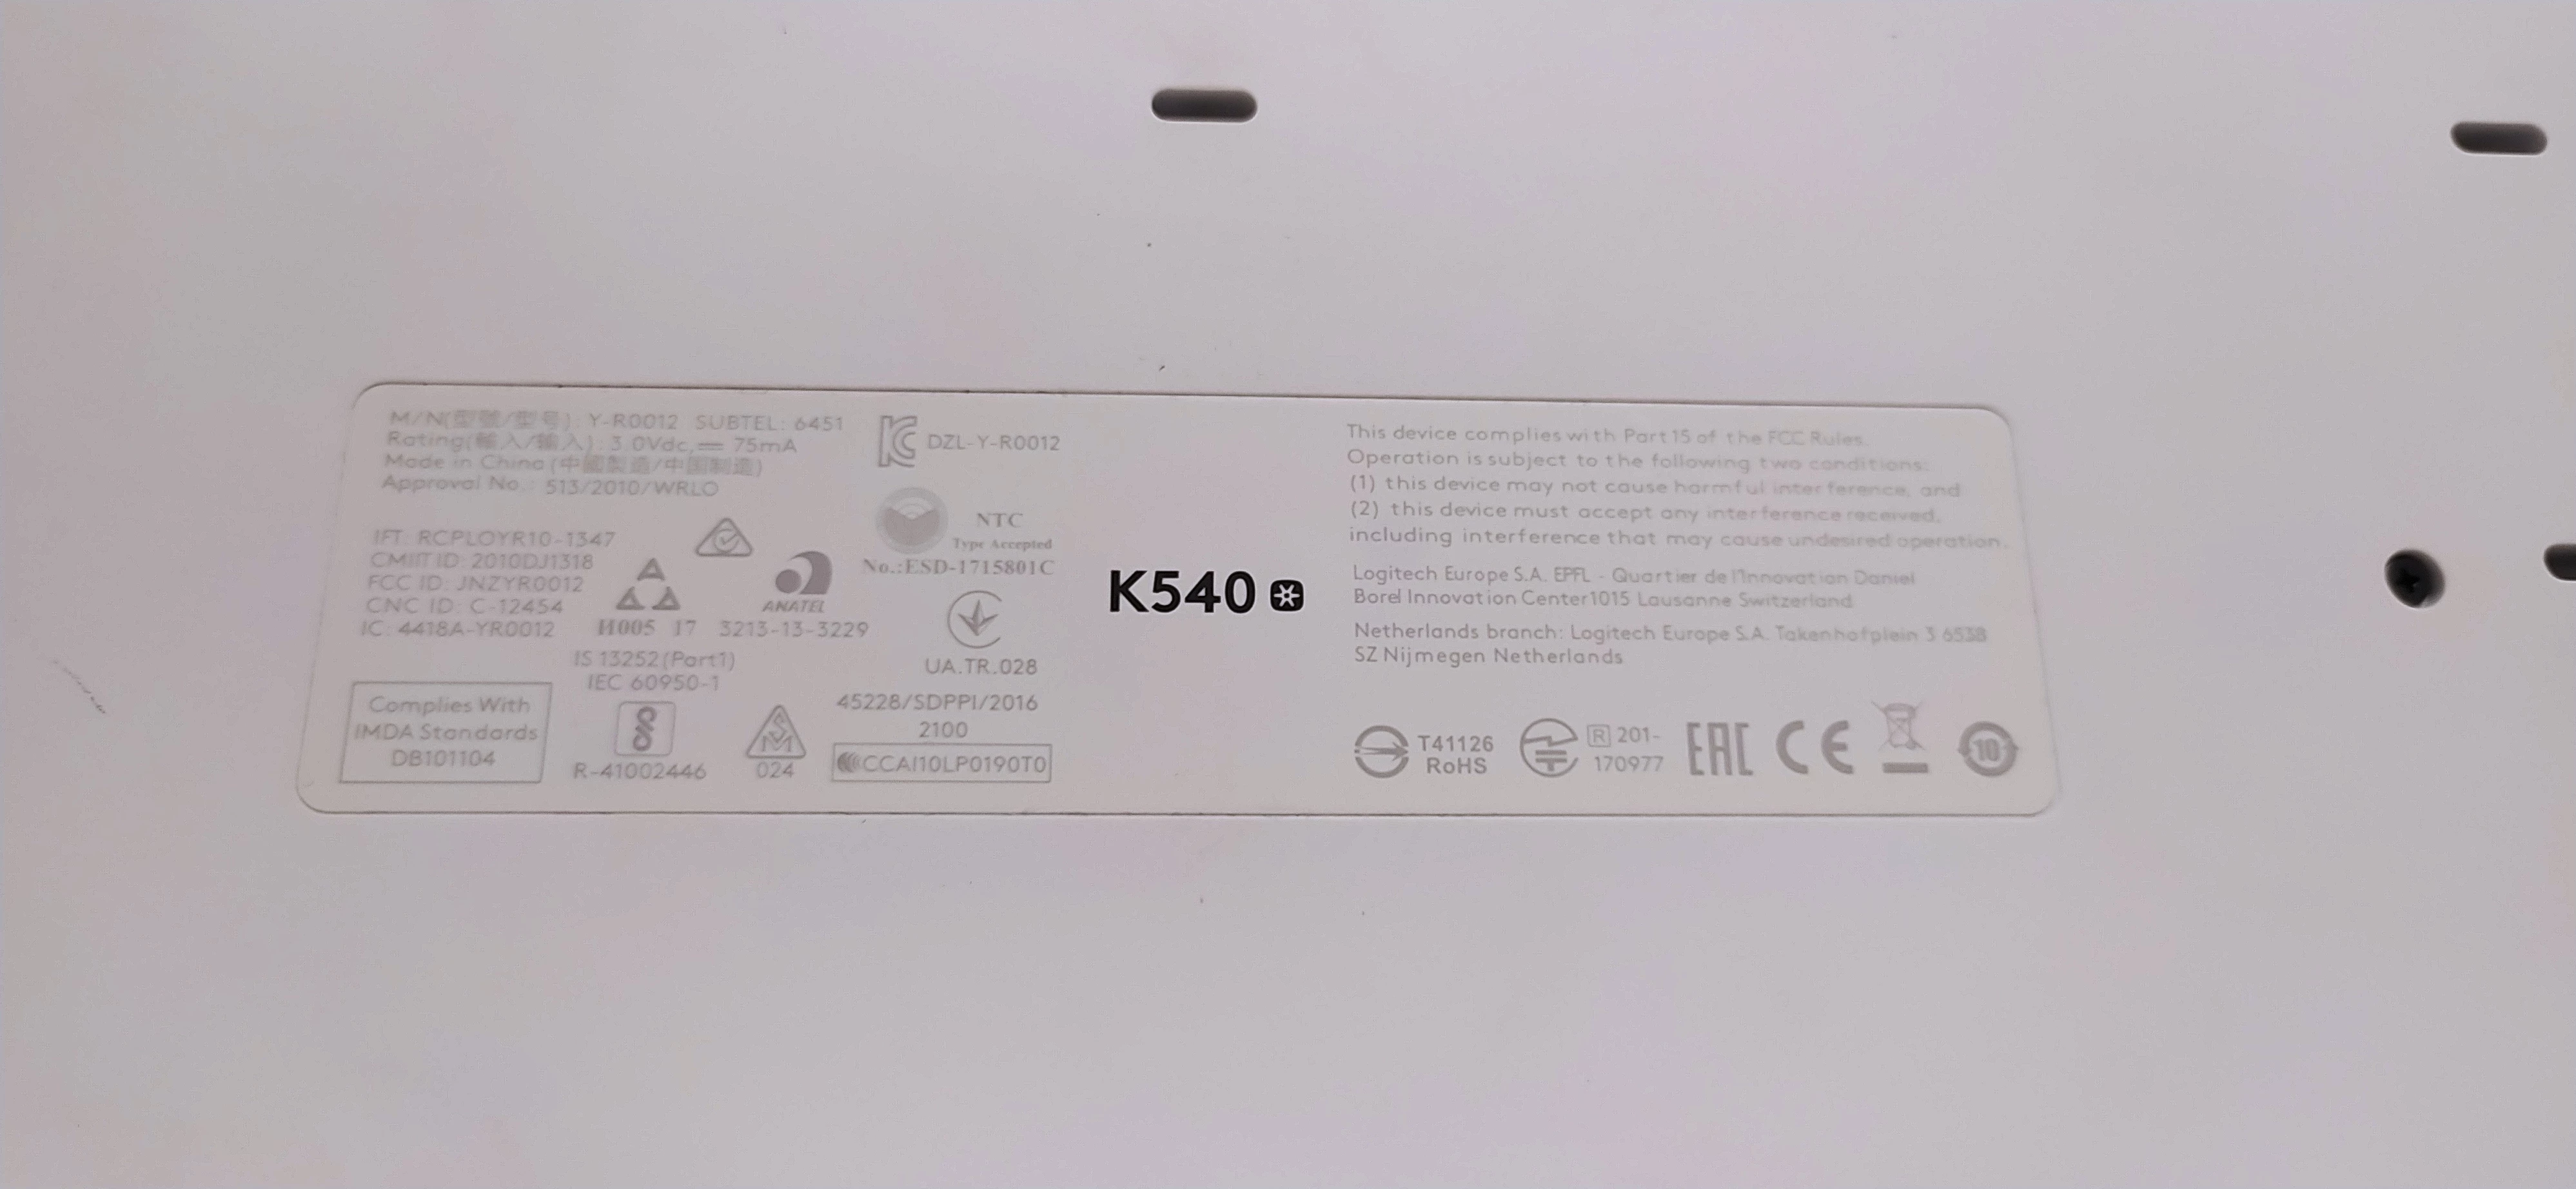 M/N(型號/型号): Y-R0012 SUBTEL: 6451
Rating(輸入/输入): 3.0Vdc, ⎓ 75mA
Made in China (中國製造/中国制造)
Approval No.: 513/2010/WRLO
DZL-Y-R0012
NTC
Type Accepted
No.:ESD-1715801C
IFT: RCPLOYR10-1347
CMIIT ID: 2010DJ1318
FCC ID: JNZYR0012
CNC ID: C-12454
IC: 4418A-YR0012
H005 17
ANATEL
3213-13-3229
IS 13252(Part1)
IEC 60950-1
UA.TR.028
Complies With
IMDA Standards
DB101104
R-41002446
024
45228/SDPPI/2016
2100
CCAI10LP0190T0
K540
This device complies with Part 15 of the FCC Rules.
Operation is subject to the following two conditions:
(1) this device may not cause harmful interference, and
(2) this device must accept any interference received,
including interference that may cause undesired operation.
Logitech Europe S.A. EPFL - Quartier de l'Innovation Daniel
Borel Innovation Center 1015 Lausanne Switzerland
Netherlands branch: Logitech Europe S.A. Takenhofplein 3 6538
SZ Nijmegen Netherlands
T41126
RoHS
R 201-
170977
EAC CE
10